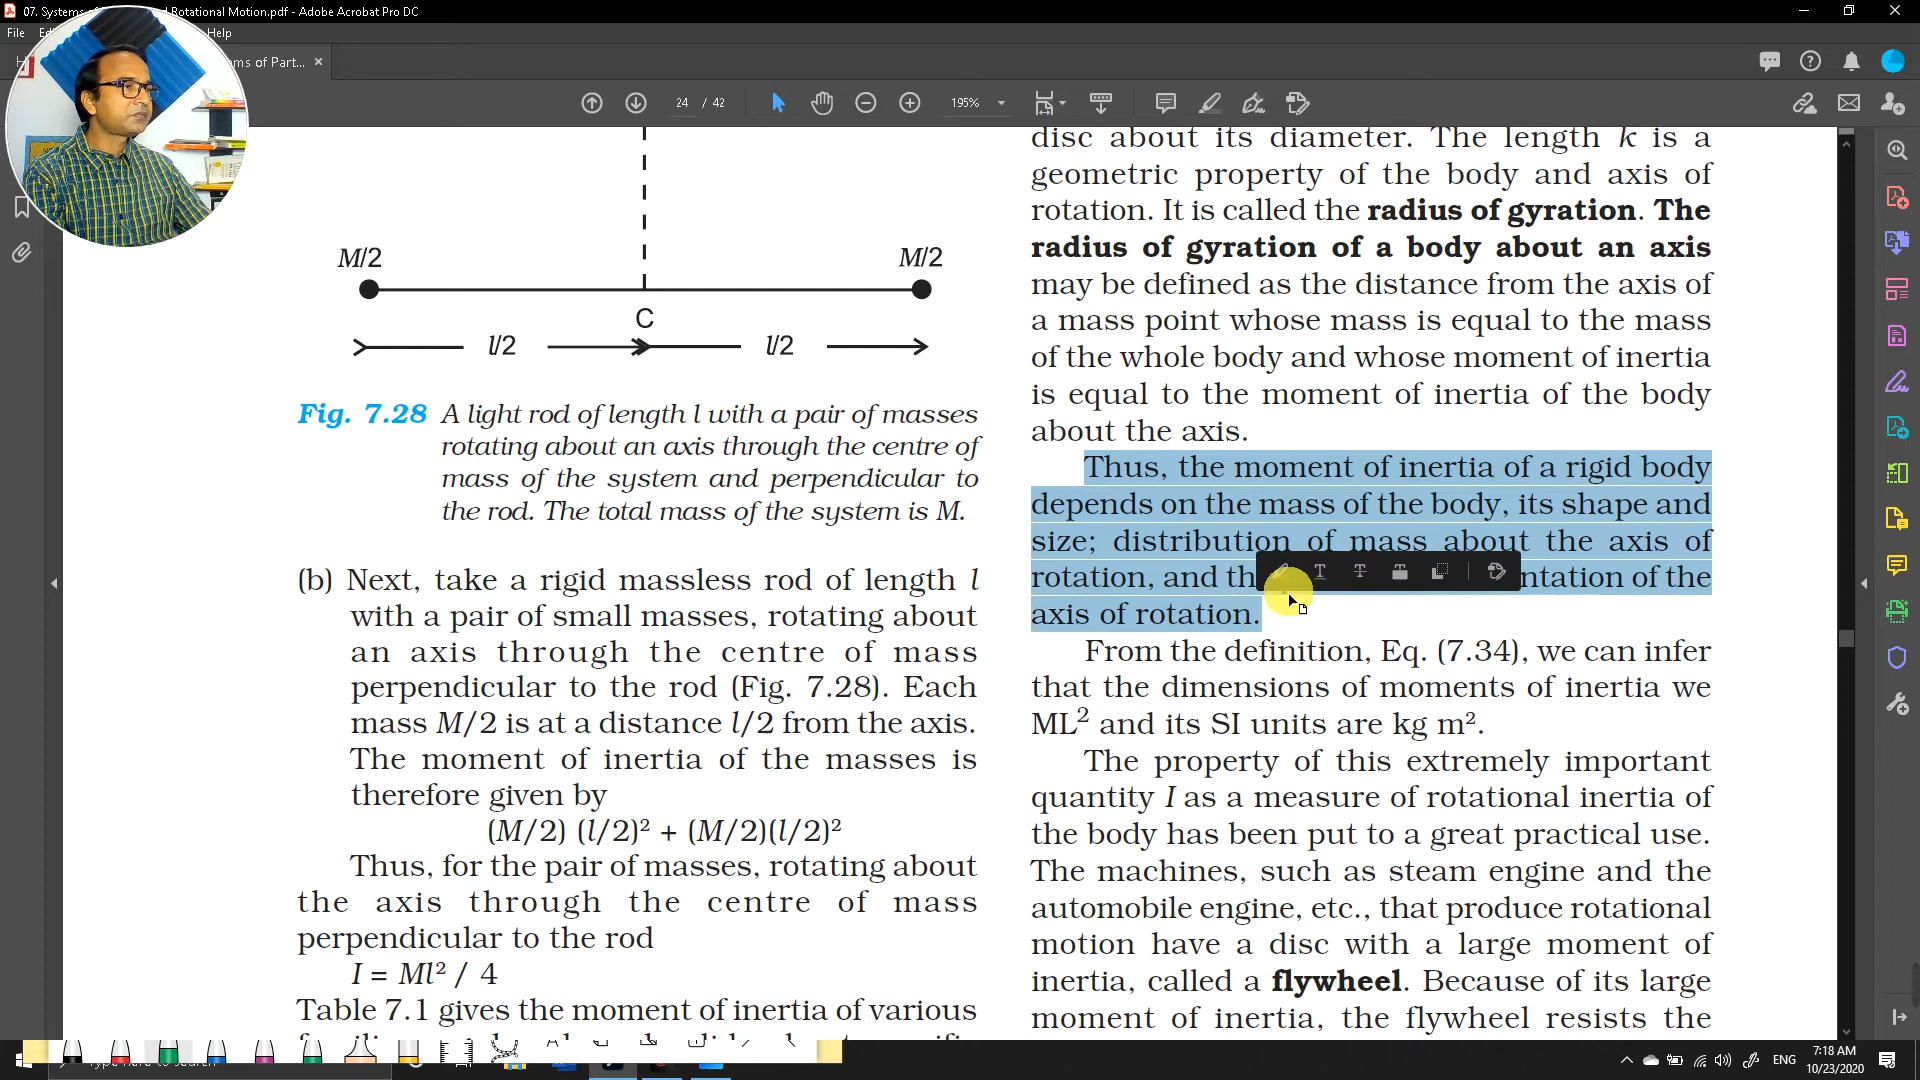 07. Systems of Rotational Motion.pdf - Adobe Acrobat Pro DC
File Help
ms of Part...
24 / 42
195%
M/2
M/2
C
l/2
l/2
Fig. 7.28 A light rod of length l with a pair of masses
rotating about an axis through the centre of
mass of the system and perpendicular to
the rod. The total mass of the system is M.
(b) Next, take a rigid massless rod of length l
with a pair of small masses, rotating about
an axis through the centre of mass
perpendicular to the rod (Fig. 7.28). Each
mass M/2 is at a distance l/2 from the axis.
The moment of inertia of the masses is
therefore given by
(M/2) (l/2)² + (M/2)(l/2)²
Thus, for the pair of masses, rotating about
the axis through the centre of mass
perpendicular to the rod
I = Ml² / 4
Table 7.1 gives the moment of inertia of various
disc about its diameter. The length k is a
geometric property of the body and axis of
rotation. It is called the radius of gyration. The
radius of gyration of a body about an axis
may be defined as the distance from the axis of
a mass point whose mass is equal to the mass
of the whole body and whose moment of inertia
is equal to the moment of inertia of the body
about the axis.
Thus, the moment of inertia of a rigid body
depends on the mass of the body, its shape and
size; distribution of mass about the axis of
rotation, and th ntation of the
axis of rotation.
From the definition, Eq. (7.34), we can infer
that the dimensions of moments of inertia we
ML² and its SI units are kg m².
The property of this extremely important
quantity I as a measure of rotational inertia of
the body has been put to a great practical use.
The machines, such as steam engine and the
automobile engine, etc., that produce rotational
motion have a disc with a large moment of
inertia, called a flywheel. Because of its large
moment of inertia, the flywheel resists the
ENG
7:18 AM
10/23/2020